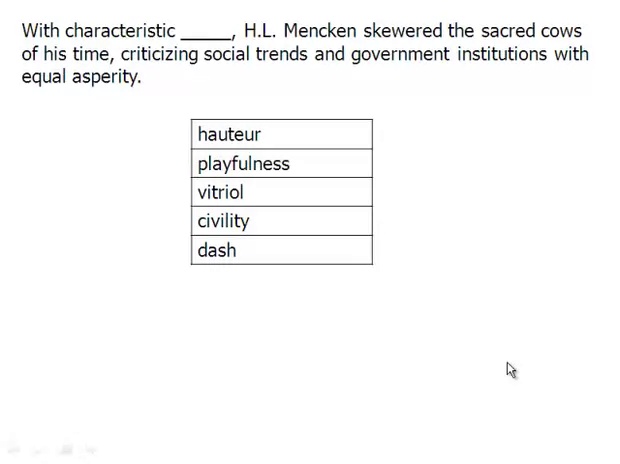 With characteristic _____, H.L. Mencken skewered the sacred cows
of his time, criticizing social trends and government institutions with
equal asperity.
hauteur
playfulness
vitriol
civility
dash